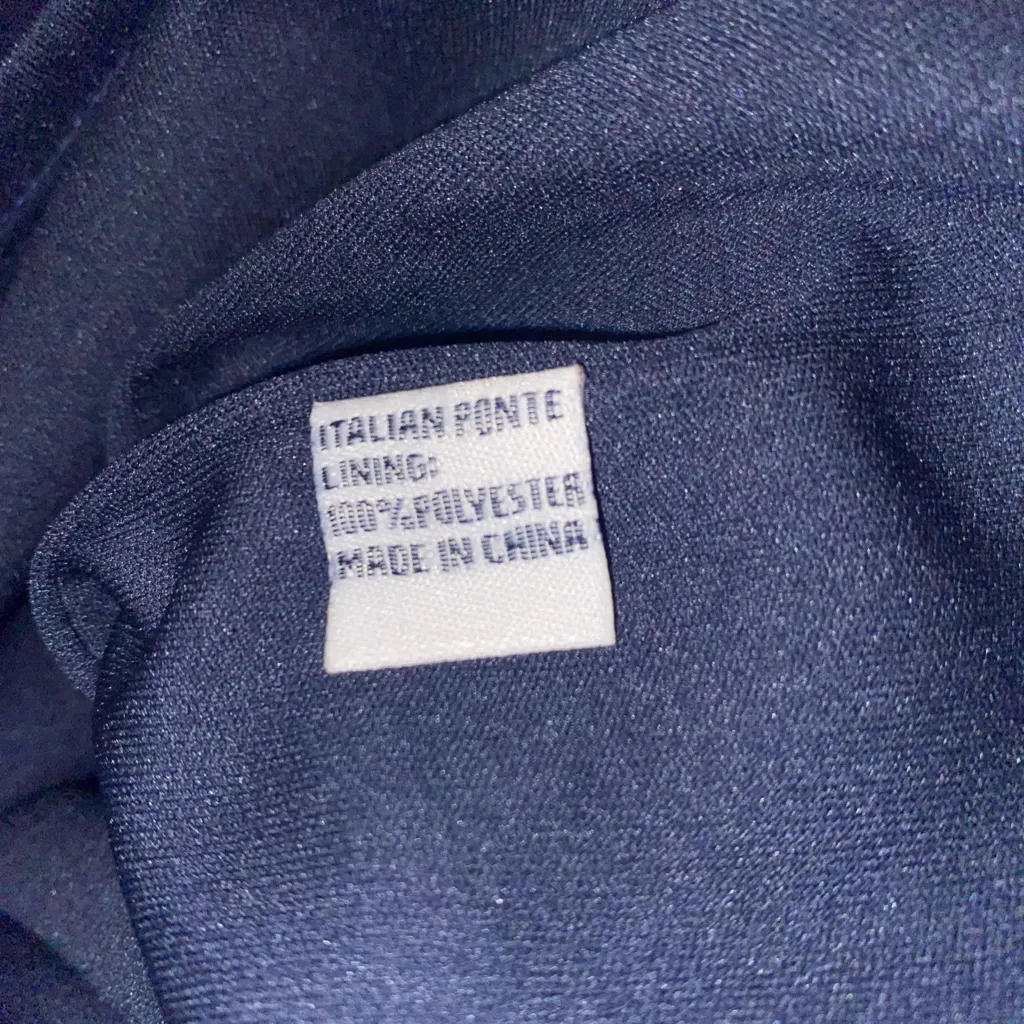 ITALIAN PONTE
LINING:
100%POLYESTER
MADE IN CHINA